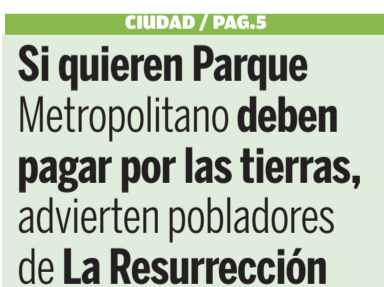 CIUDAD / PAG.5
Si quieren Parque
Metropolitano deben
pagar por las tierras,
advierten pobladores
de La Resurrección